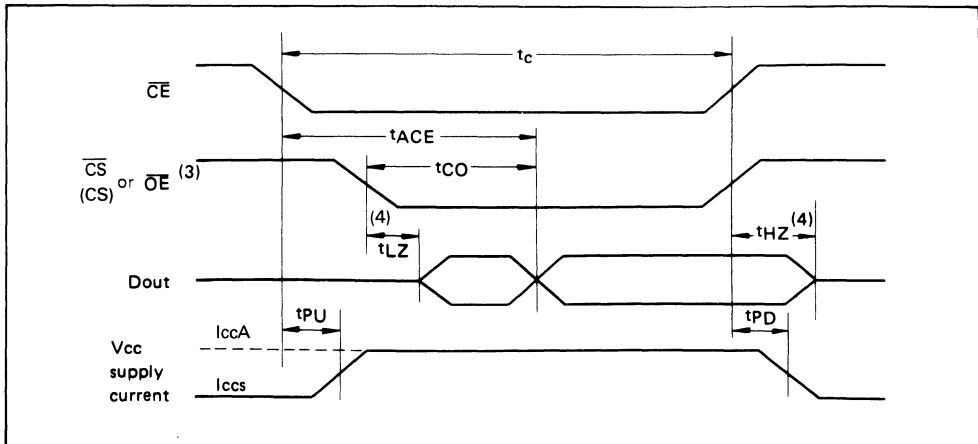 tC
CE
tACE
CS or OE (3)
(CS)
tCO
(4)
tLZ
tHZ (4)
Dout
tPU
tPD
IccA
Vcc
supply
current
Iccs